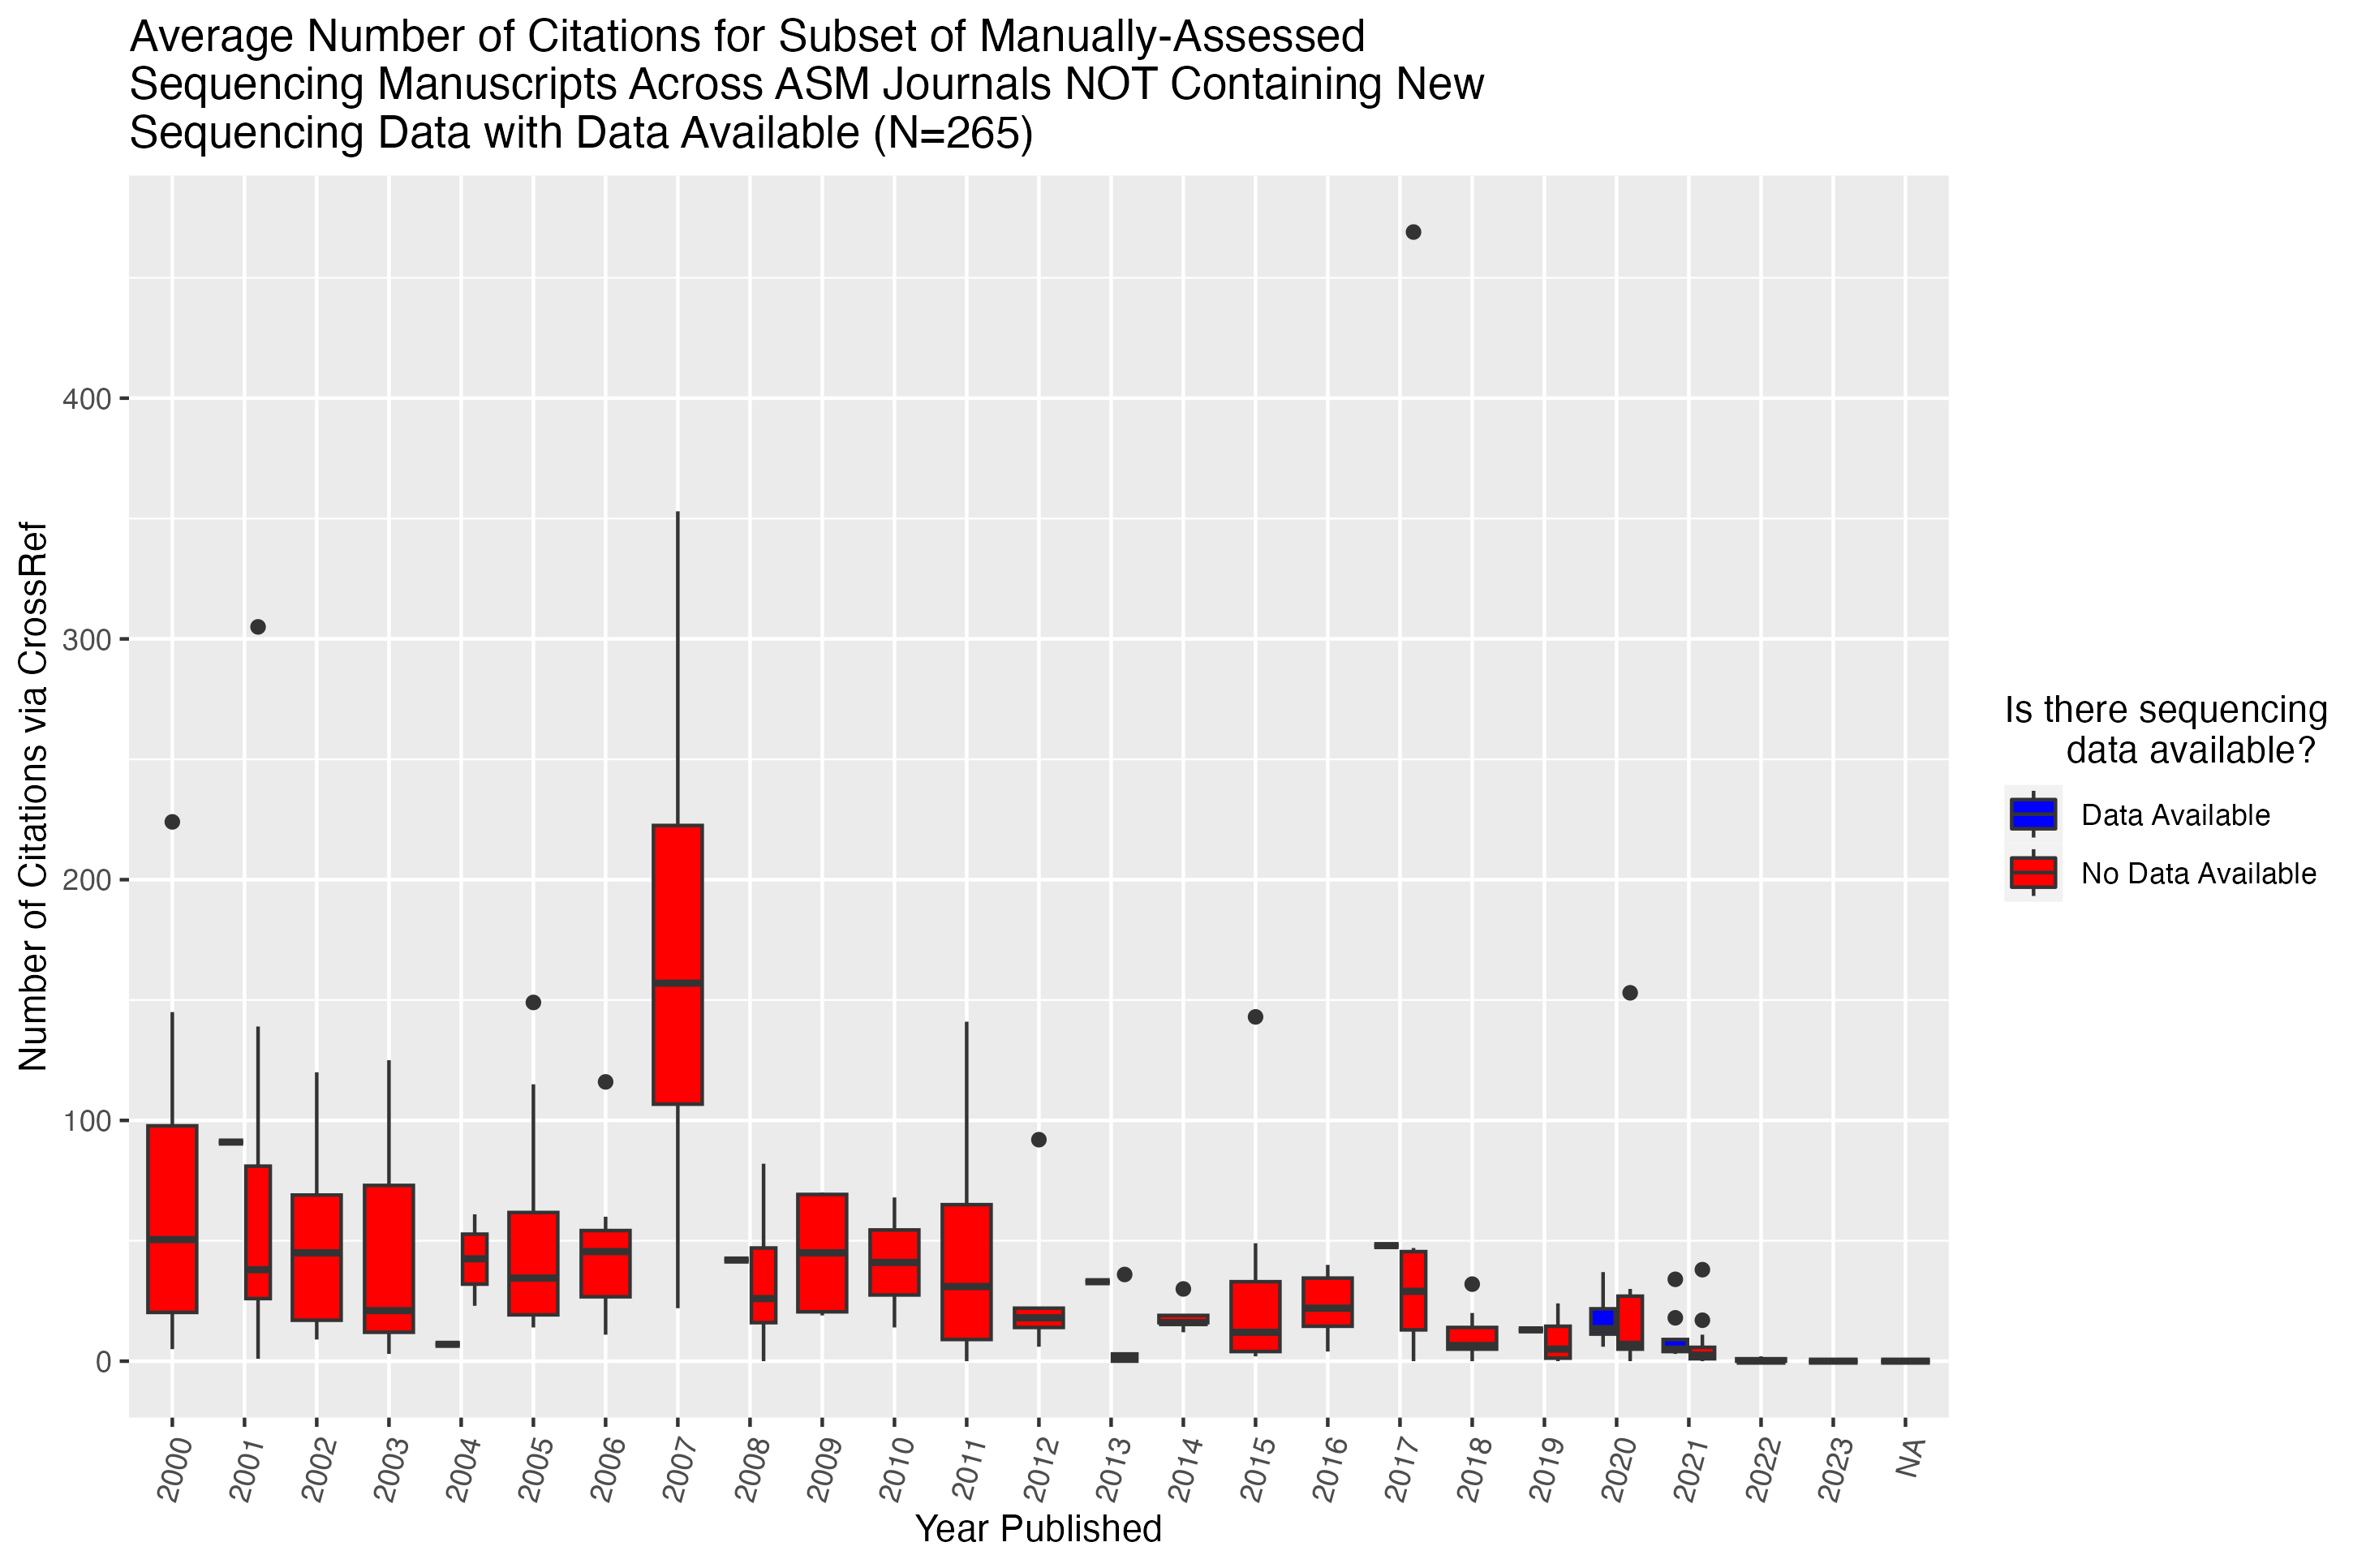 Average Number of Citations for Subset of Manually-Assessed
Sequencing Manuscripts Across ASM Journals NOT Containing New
Sequencing Data with Data Available (N=265)
Number of Citations via CrossRef
400
300
200
100
0
2000
2001
2002
2003
2004
2005
2006
2007
2008
2009
2010
2011
2012
2013
2014
2015
2016
2017
2018
2019
2020
2021
2022
2023
NA
Year Published
Is there sequencing
data available?
Data Available
No Data Available